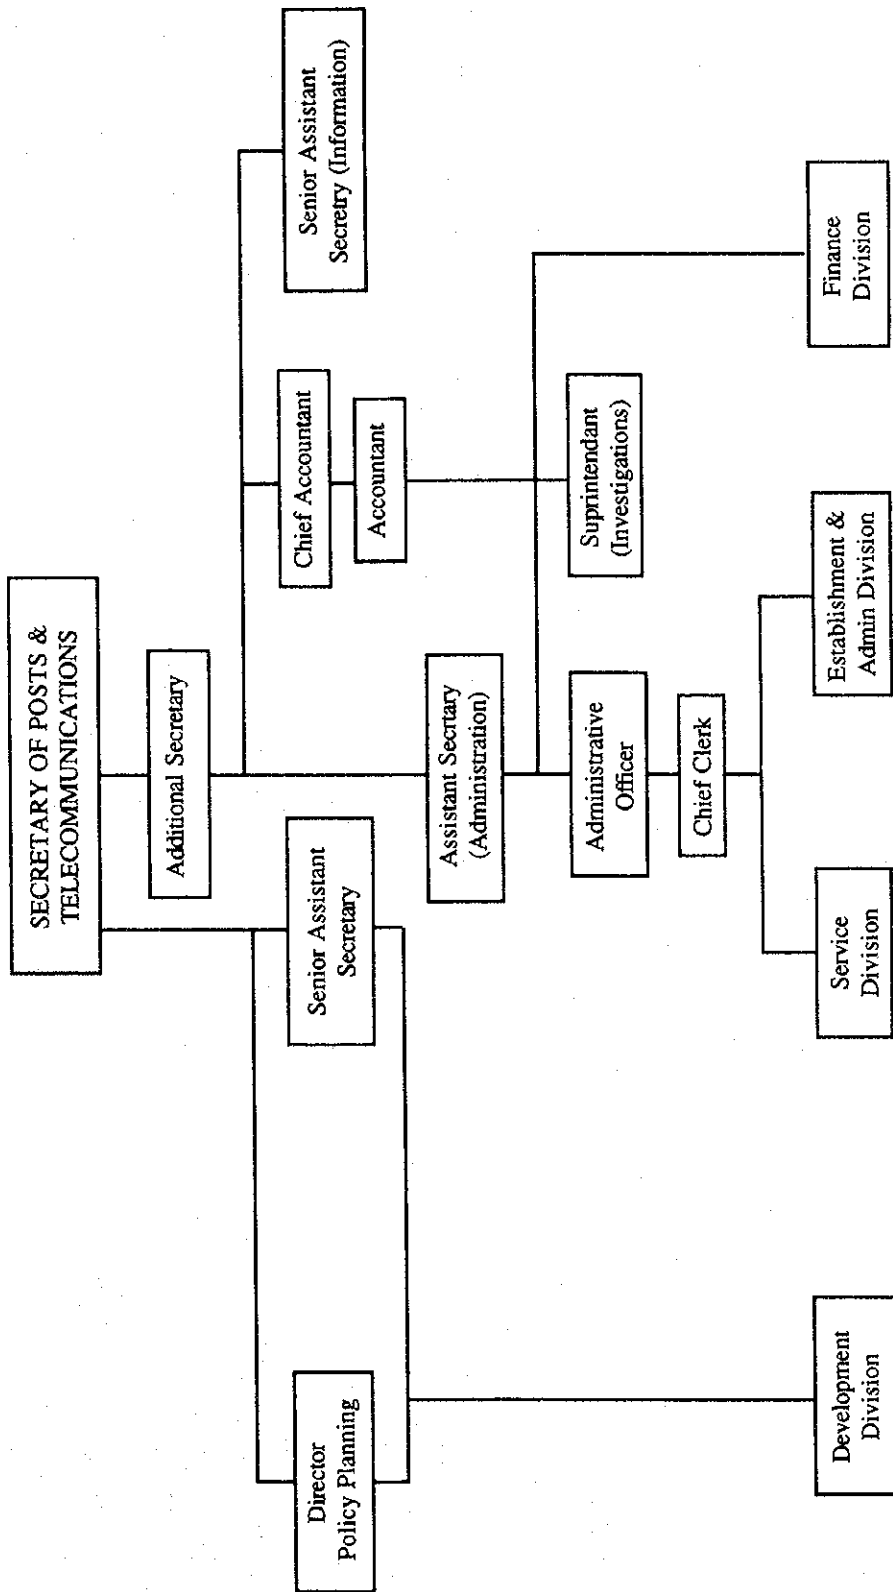 SECRETARY OF POSTS &
TELECOMMUNICATIONS
Additional Secretary
Director
Policy Planning
Senior Assistant
Secretary
Chief Accountant
Senior Assistant
Secretry (Information)
Accountant
Assistant Secrtary
(Administration)
Administrative
Officer
Suprintendant
(Investigations)
Chief Clerk
Development
Division
Service
Division
Establishment &
Admin Division
Finance
Division